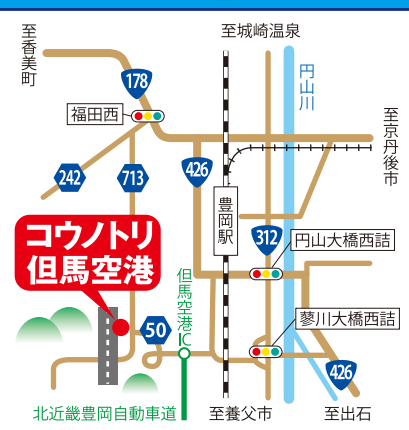 至香美町
至城崎温泉
178
円山川
福田西
至京丹後市
242
713
426
豊岡駅
312
円山大橋西詰
コウノトリ
但馬空港
但馬空港IC
50
蓼川大橋西詰
426
北近畿豊岡自動車道
至養父市
至出石